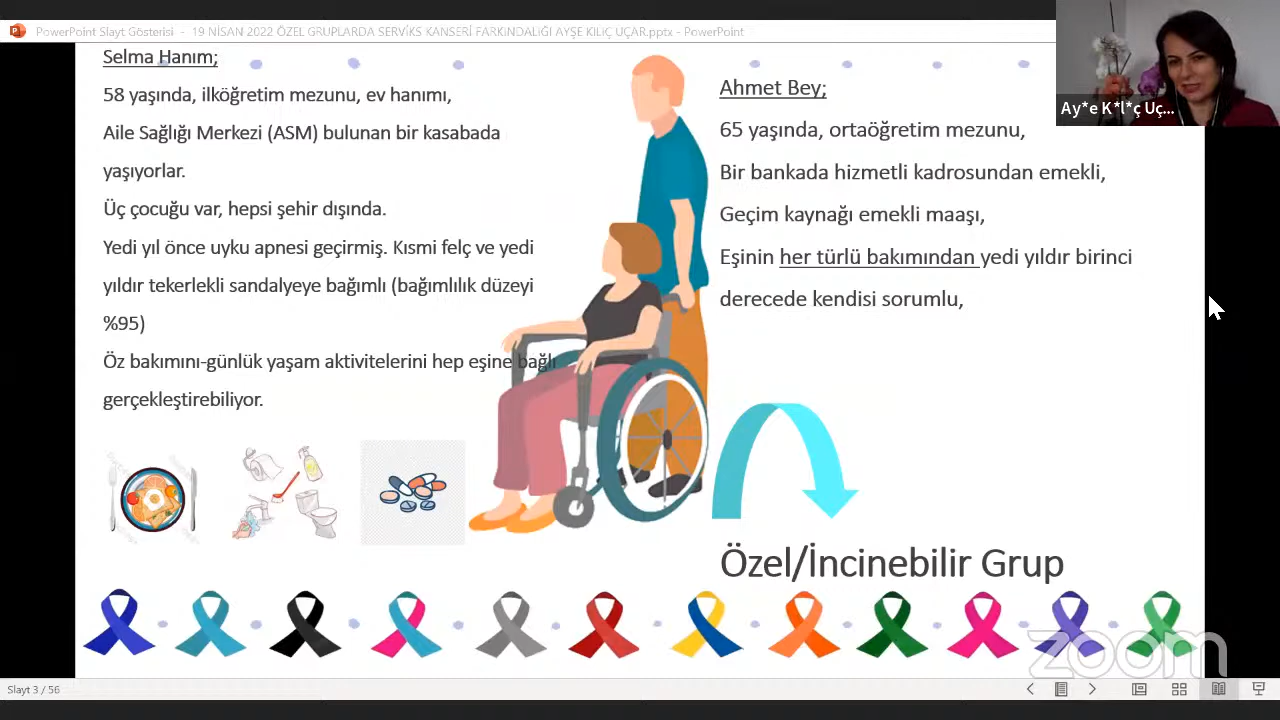 PowerPoint Slayt Gösterisi - 19 NİSAN 2022 ÖZEL GRUPLARDA SERVİKS KANSERİ FARKINDALIĞI AYŞE KILIÇ UÇAR.pptx - PowerPoint
Ay*e K*l*ç Uç...
Selma Hanım;
58 yaşında, ilköğretim mezunu, ev hanımı,
Aile Sağlığı Merkezi (ASM) bulunan bir kasabada
yaşıyorlar.
Üç çocuğu var, hepsi şehir dışında.
Yedi yıl önce uyku apnesi geçirmiş. Kısmi felç ve yedi
yıldır tekerlekli sandalyeye bağımlı (bağımlılık düzeyi
%95)
Öz bakımını-günlük yaşam aktivitelerini hep eşine bağlı
gerçekleştirebiliyor.
Ahmet Bey;
65 yaşında, ortaöğretim mezunu,
Bir bankada hizmetli kadrosundan emekli,
Geçim kaynağı emekli maaşı,
Eşinin her türlü bakımından yedi yıldır birinci
derecede kendisi sorumlu,
Özel/İncinebilir Grup
zoom
Slayt 3 / 56